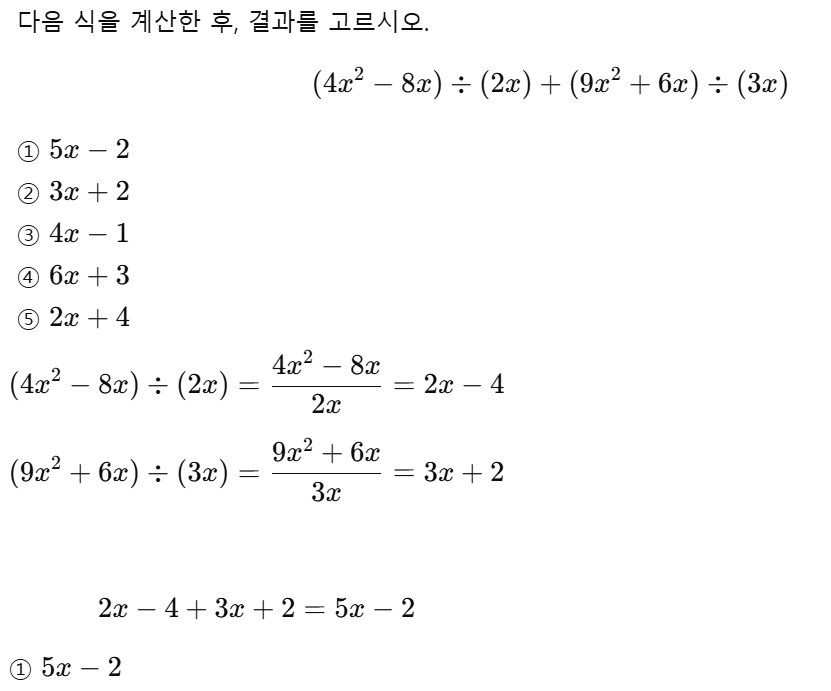 다음 식을 계산한 후, 결과를 고르시오.
(4x² − 8x) ÷ (2x) + (9x² + 6x) ÷ (3x)
① 5x − 2
② 3x + 2
③ 4x − 1
④ 6x + 3
⑤ 2x + 4
(4x² − 8x) ÷ (2x) = \frac{4x² − 8x}{2x} = 2x − 4
(9x² + 6x) ÷ (3x) = \frac{9x² + 6x}{3x} = 3x + 2
2x − 4 + 3x + 2 = 5x − 2
① 5x − 2